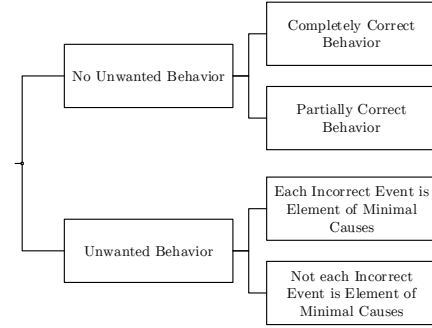 Completely Correct
Behavior
No Unwanted Behavior
Partially Correct
Behavior
Each Incorrect Event is
Element of Minimal
Causes
Unwanted Behavior
Not each Incorrect
Event is Element of
Minimal Causes